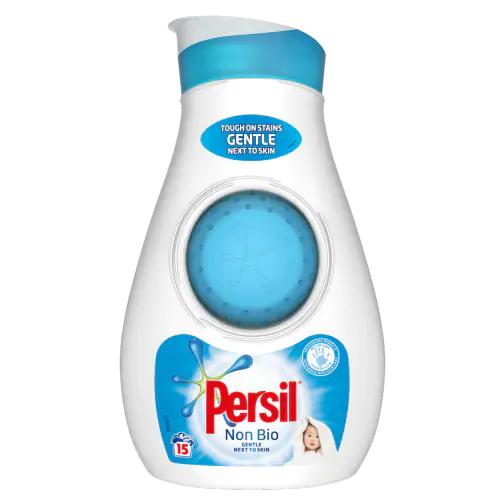 TOUGH ON STAINS
GENTLE
NEXT TO SKIN
Persil
Non Bio
GENTLE
NEXT TO SKIN
15